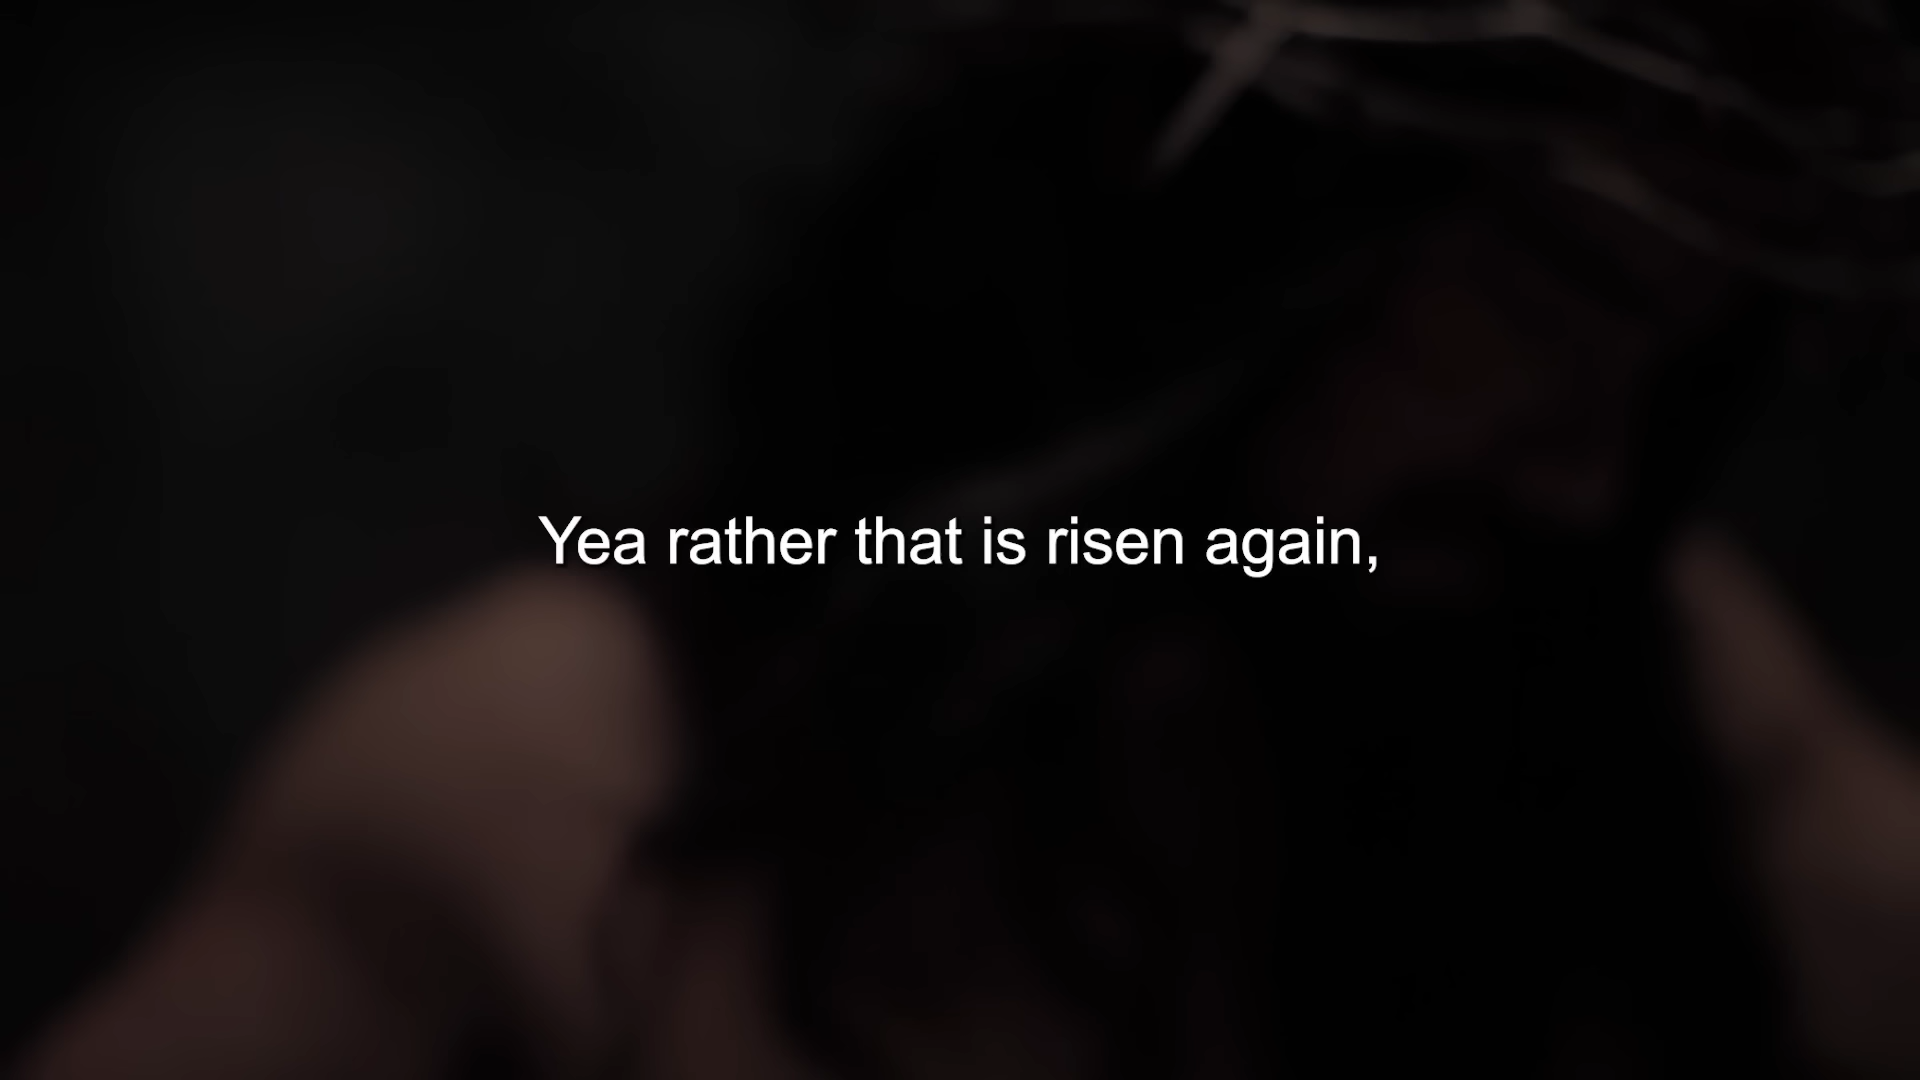 Yea rather that is risen again,